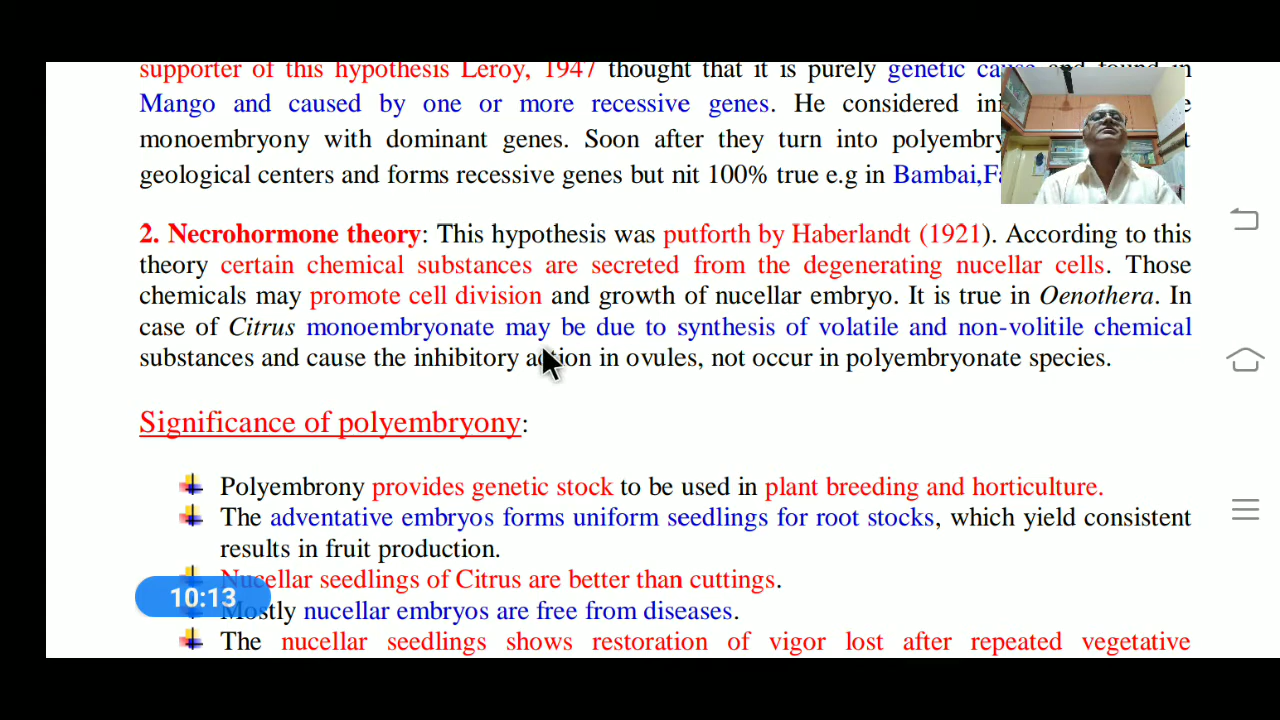 supporter of this hypothesis Leroy, 1947 thought that it is purely genetic cause and found in
Mango and caused by one or more recessive genes. He considered
monoembryony with dominant genes. Soon after they turn into
geological centers and forms recessive genes but nit 100% true e.g in Bambai,
2. Necrohormone theory: This hypothesis was putforth by Haberlandt (1921). According to this
theory certain chemical substances are secreted from the degenerating nucellar cells. Those
chemicals may promote cell division and growth of nucellar embryo. It is true in Oenothera. In
case of Citrus monoembryonate may be due to synthesis of volatile and non-volitile chemical
substances and cause the inhibitory action in ovules, not occur in polyembryonate species.
Significance of polyembryony:
Polyembrony provides genetic stock to be used in plant breeding and horticulture.
The adventative embryos forms uniform seedlings for root stocks, which yield consistent
results in fruit production.
Nucellar seedlings of Citrus are better than cuttings.
10:13
Mostly nucellar embryos are free from diseases.
The nucellar seedlings shows restoration of vigor lost after repeated vegetative